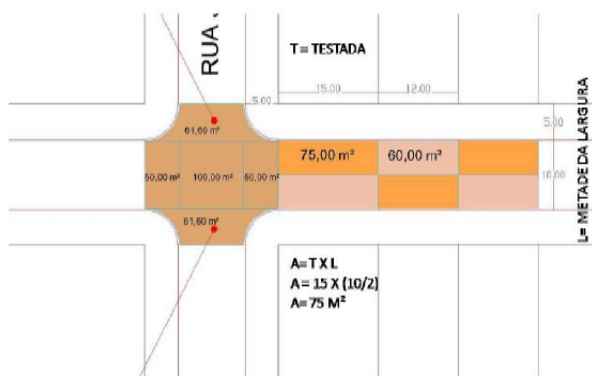 RUA
T = TESTADA
15.00
12.00
5.00
5.00
61,60 m²
75,00 m²
60,00 m²
50,00 m²
100,00 m²
60,00 m²
10.00
61,60 m²
L= METADE DA LARGURA
A= T X L
A = 15 X (10/2)
A= 75 M²